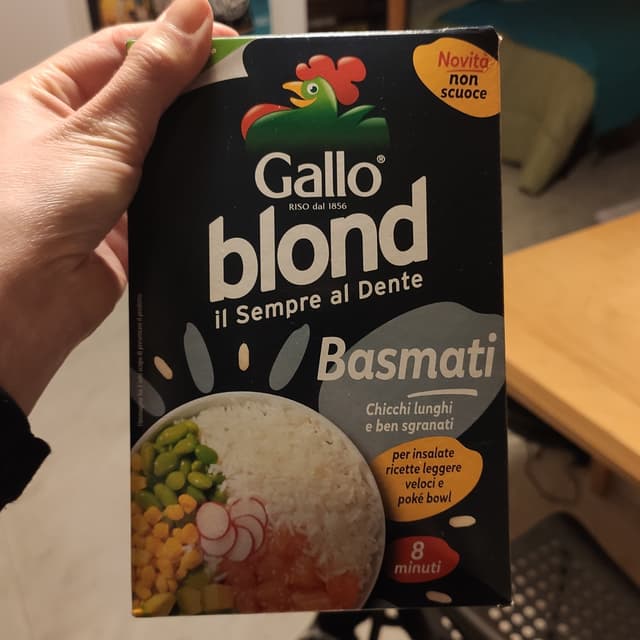 Novità
non
scuoce
Gallo®
RISO dal 1856
blond
il Sempre al Dente
Basmati
Chicchi lunghi
e ben sgranati
per insalate
ricette leggere
veloci e
poké bowl
8
minuti